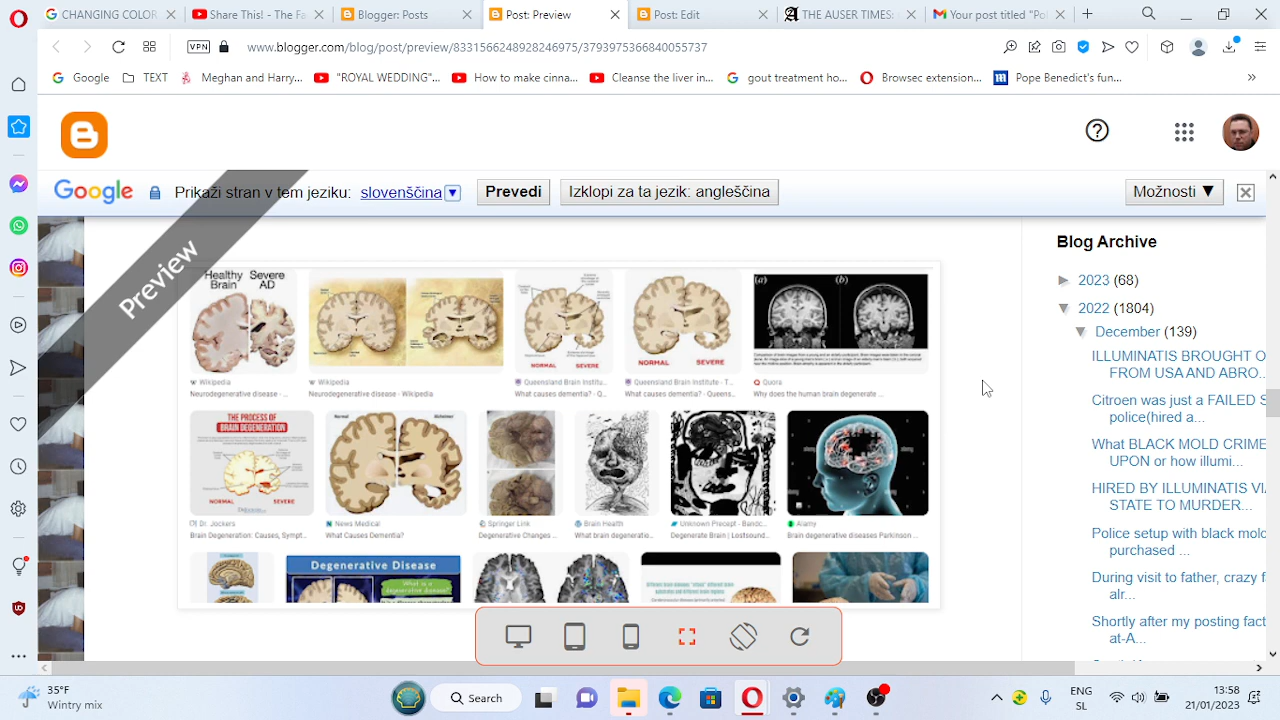 CHANGING COLOR
Share This! - The Fa
Blogger: Posts
Post: Preview
Post: Edit
THE AUSER TIMES:
Your post titled "Po
VPN
www.blogger.com/blog/post/preview/8331566248928246975/3793975366840055737
Google
TEXT
Meghan and Harry...
"ROYAL WEDDING"...
How to make cinna...
Cleanse the liver in...
gout treatment ho...
Browsec extension...
Pope Benedict's fun...
Google
Prikaži stran v tem jeziku: slovenščina
Prevedi
Izklopi za ta jezik: angleščina
Možnosti ▼
Preview
Healthy Brain
Severe AD
Wikipedia
Neurodegenerative disease - ...
Wikipedia
Neurodegenerative disease - Wikipedia
NORMAL
SEVERE
Queensland Brain Institu...
What causes dementia? - Q...
NORMAL
SEVERE
Queensland Brain Institute - T...
What causes dementia? - Queens...
(a)
(b)
Quora
Why does the human brain degenerate ...
THE PROCESS OF
BRAIN DEGENERATION
NORMAL
SEVERE
Dr. Jockers
Brain Degeneration: Causes, Sympt...
Normal
Alzheimer
News Medical
What Causes Dementia?
Springer Link
Degenerative Changes ...
Brain Health
What brain degeneratio...
Unknown Precept - Bandc...
Degenerate Brain | Lostsound...
alamy
Alamy
Brain degenerative diseases Parkinson ...
Degenerative Disease
What is a
Blog Archive
► 2023 (68)
▼ 2022 (1804)
▼ December (139)
ILLUMINATIS BROUGHT O
FROM USA AND ABRO...
Citroen was just a FAILED S
police(hired a...
What BLACK MOLD CRIME
UPON or how illumi...
HIRED BY ILLUMINATIS VI
STATE TO MURDER...
Police setup with black mold
purchased ...
During visit to father, crazy
air...
Shortly after my posting fact
at-A...
35°F
Wintry mix
Search
ENG
SL
13:58
21/01/2023